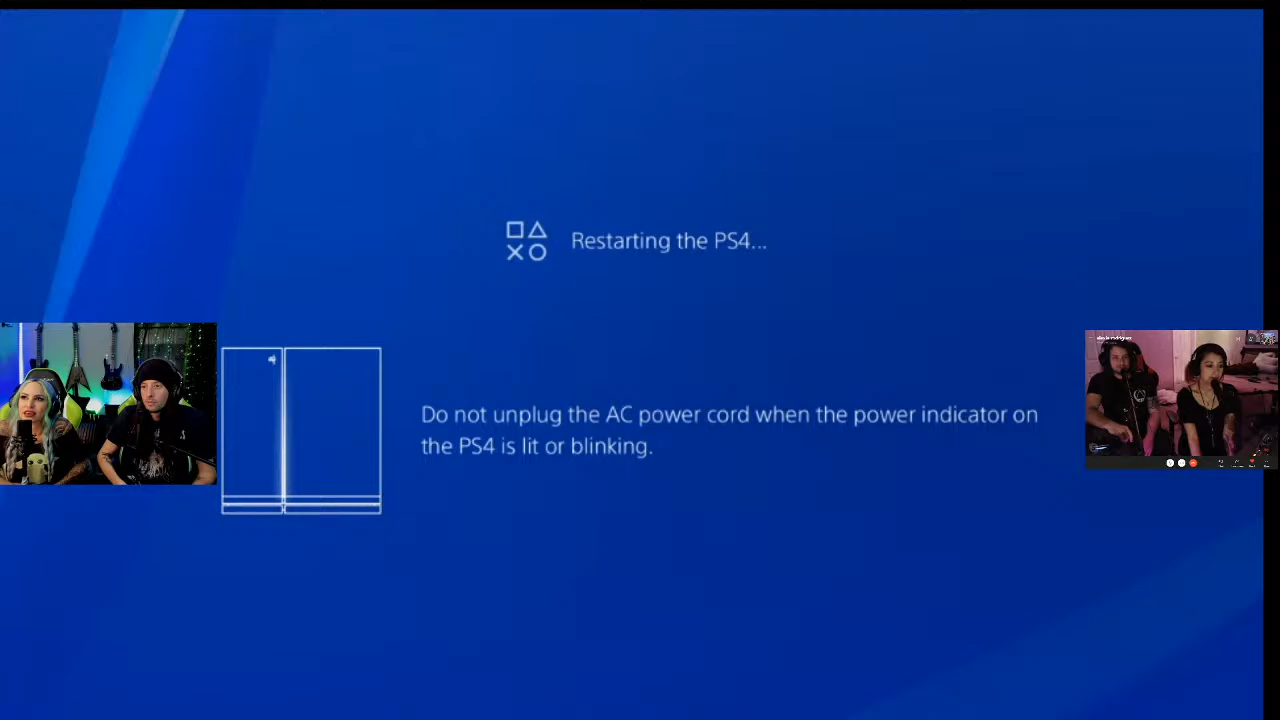 Restarting the PS4...
Do not unplug the AC power cord when the power indicator on
the PS4 is lit or blinking.